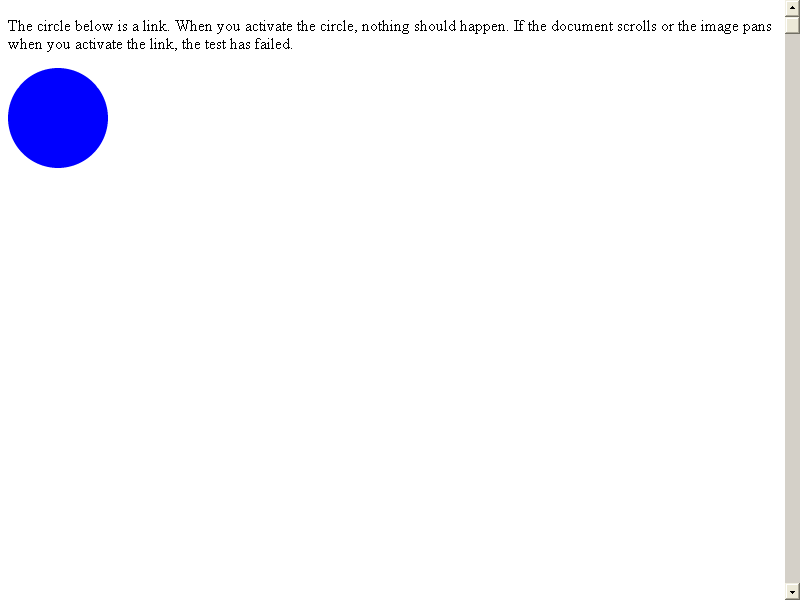 The circle below is a link. When you activate the circle, nothing should happen. If the document scrolls or the image pans
when you activate the link, the test has failed.